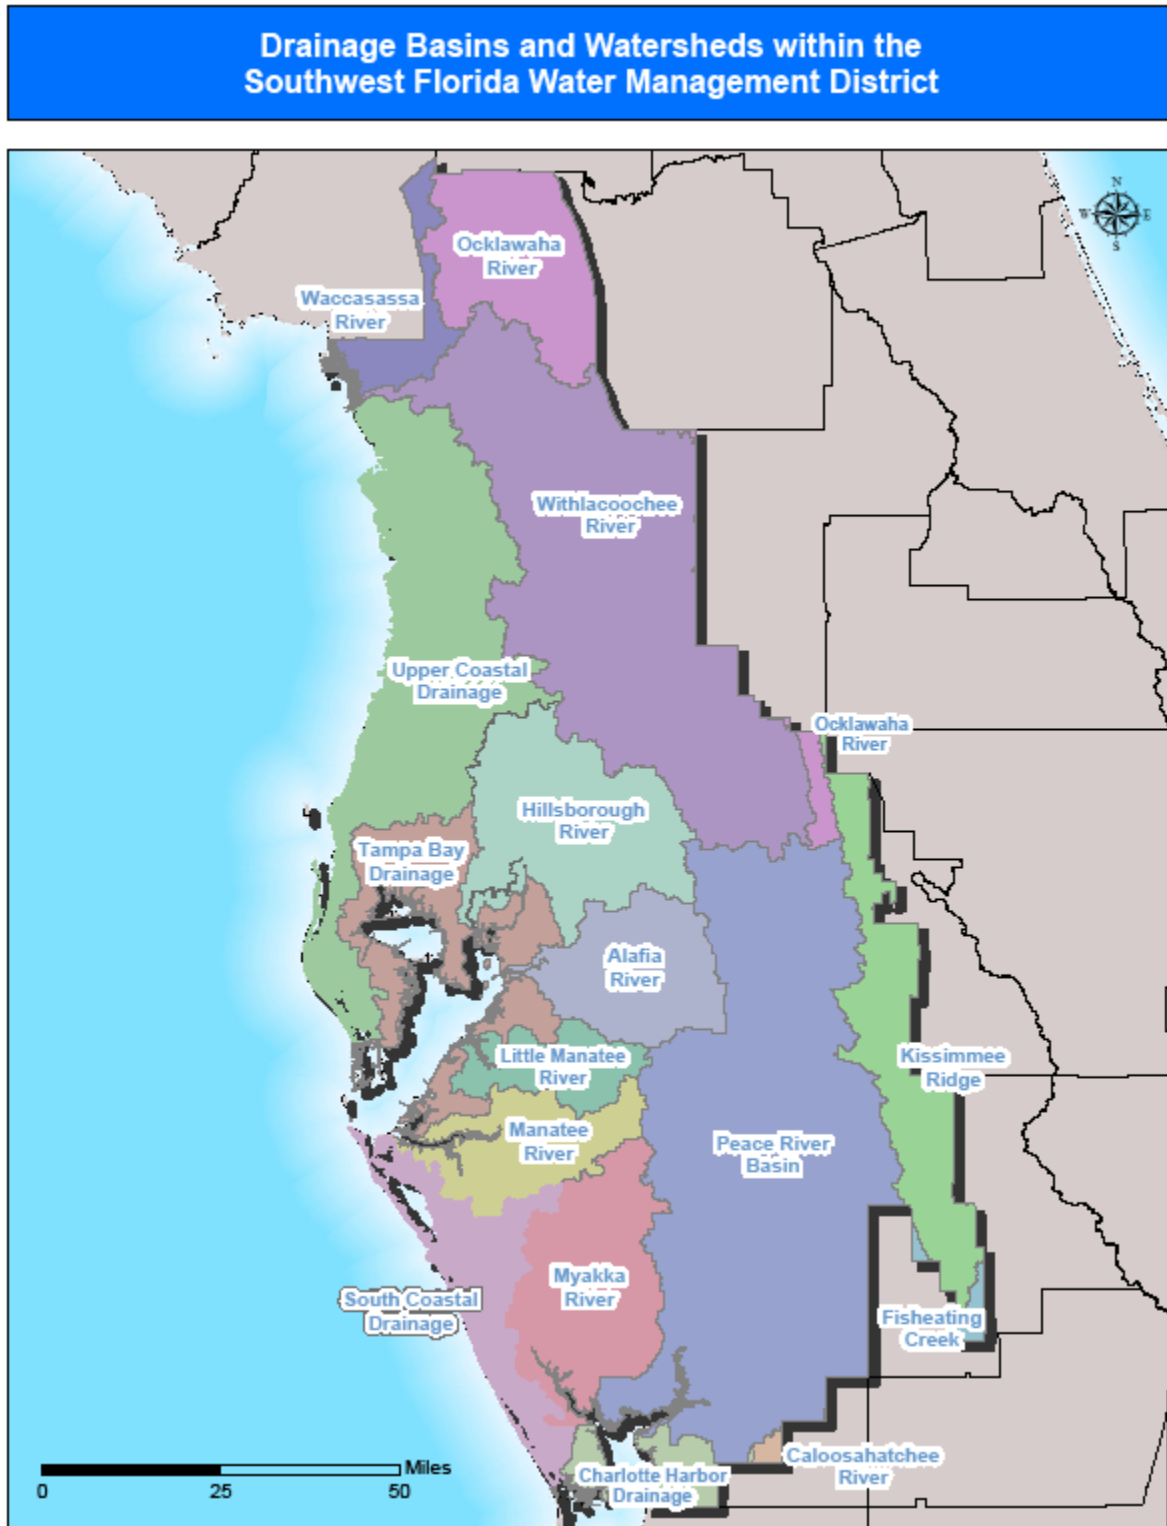 Drainage Basins and Watersheds within the
Southwest Florida Water Management District
N
W E
S
Ocklawaha
River
Waccasassa
River
Withlacoochee
River
Upper Coastal
Drainage
Ocklawaha
River
Hillsborough
River
Tampa Bay
Drainage
Alafia
River
Little Manatee
River
Kissimmee
Ridge
Manatee
River
Peace River
Basin
Myakka
River
South Coastal
Drainage
Fisheating
Creek
Caloosahatchee
River
Charlotte Harbor
Drainage
Miles
0 25 50